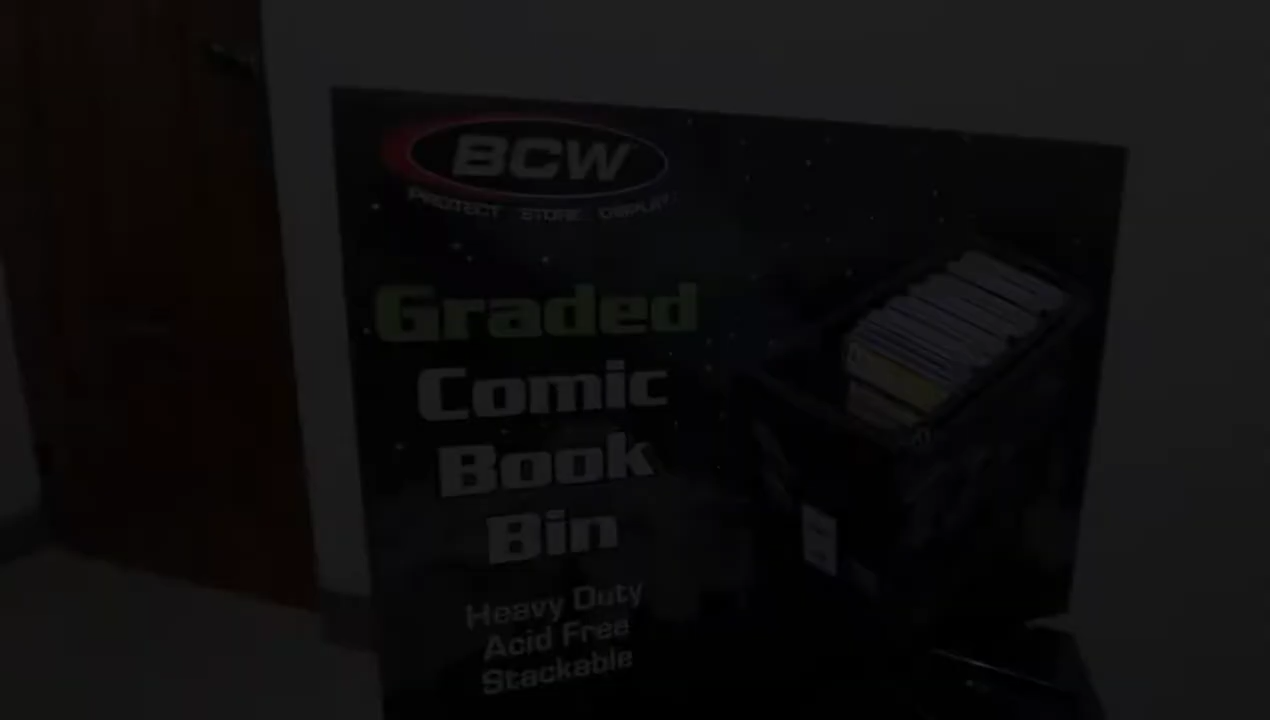 BCW
PROTECT STORE DISPLAY
Graded
Comic
Book
Bin
Heavy Duty
Acid Free
Stackable